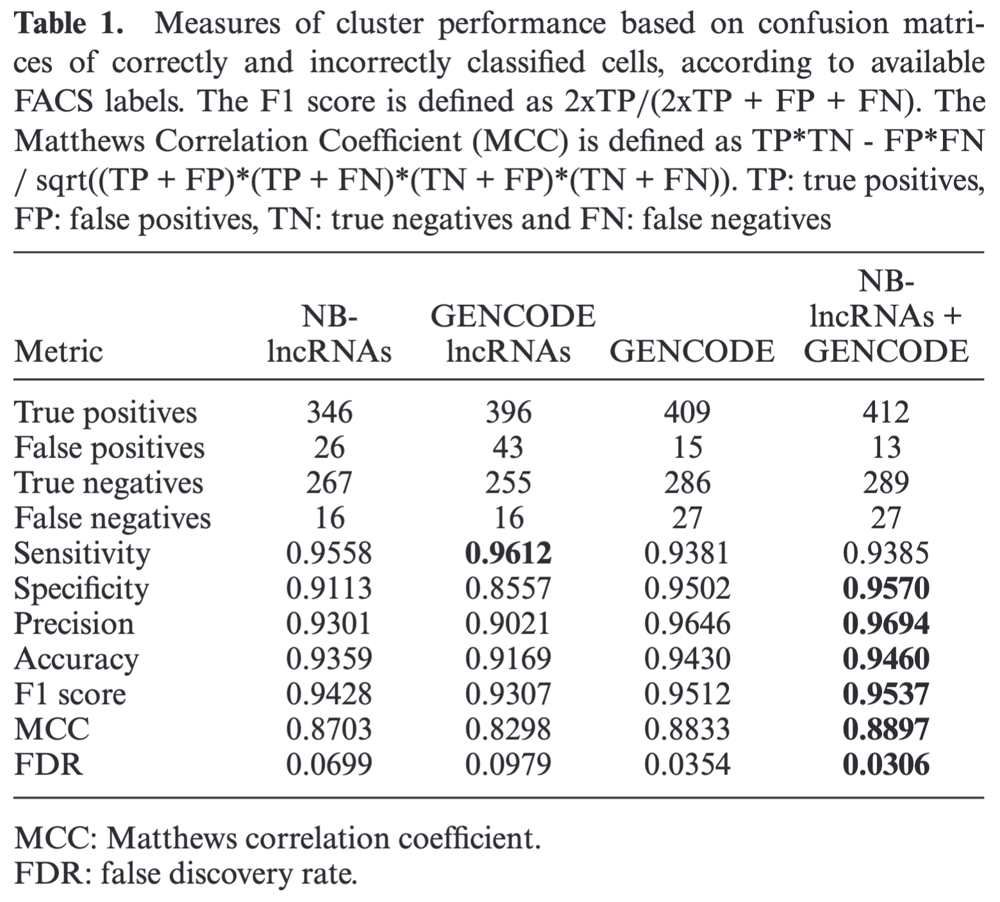 Table 1. Measures of cluster performance based on confusion matri-
ces of correctly and incorrectly classified cells, according to available
FACS labels. The F1 score is defined as 2xTP/(2xTP + FP + FN). The
Matthews Correlation Coefficient (MCC) is defined as TP*TN - FP*FN
/ sqrt((TP + FP)*(TP + FN)*(TN + FP)*(TN + FN)). TP: true positives,
FP: false positives, TN: true negatives and FN: false negatives
NB-
NB- GENCODE lncRNAs +
Metric lncRNAs lncRNAs GENCODE GENCODE
True positives 346 396 409 412
False positives 26 43 15 13
True negatives 267 255 286 289
False negatives 16 16 27 27
Sensitivity 0.9558 0.9612 0.9381 0.9385
Specificity 0.9113 0.8557 0.9502 0.9570
Precision 0.9301 0.9021 0.9646 0.9694
Accuracy 0.9359 0.9169 0.9430 0.9460
F1 score 0.9428 0.9307 0.9512 0.9537
MCC 0.8703 0.8298 0.8833 0.8897
FDR 0.0699 0.0979 0.0354 0.0306
MCC: Matthews correlation coefficient.
FDR: false discovery rate.